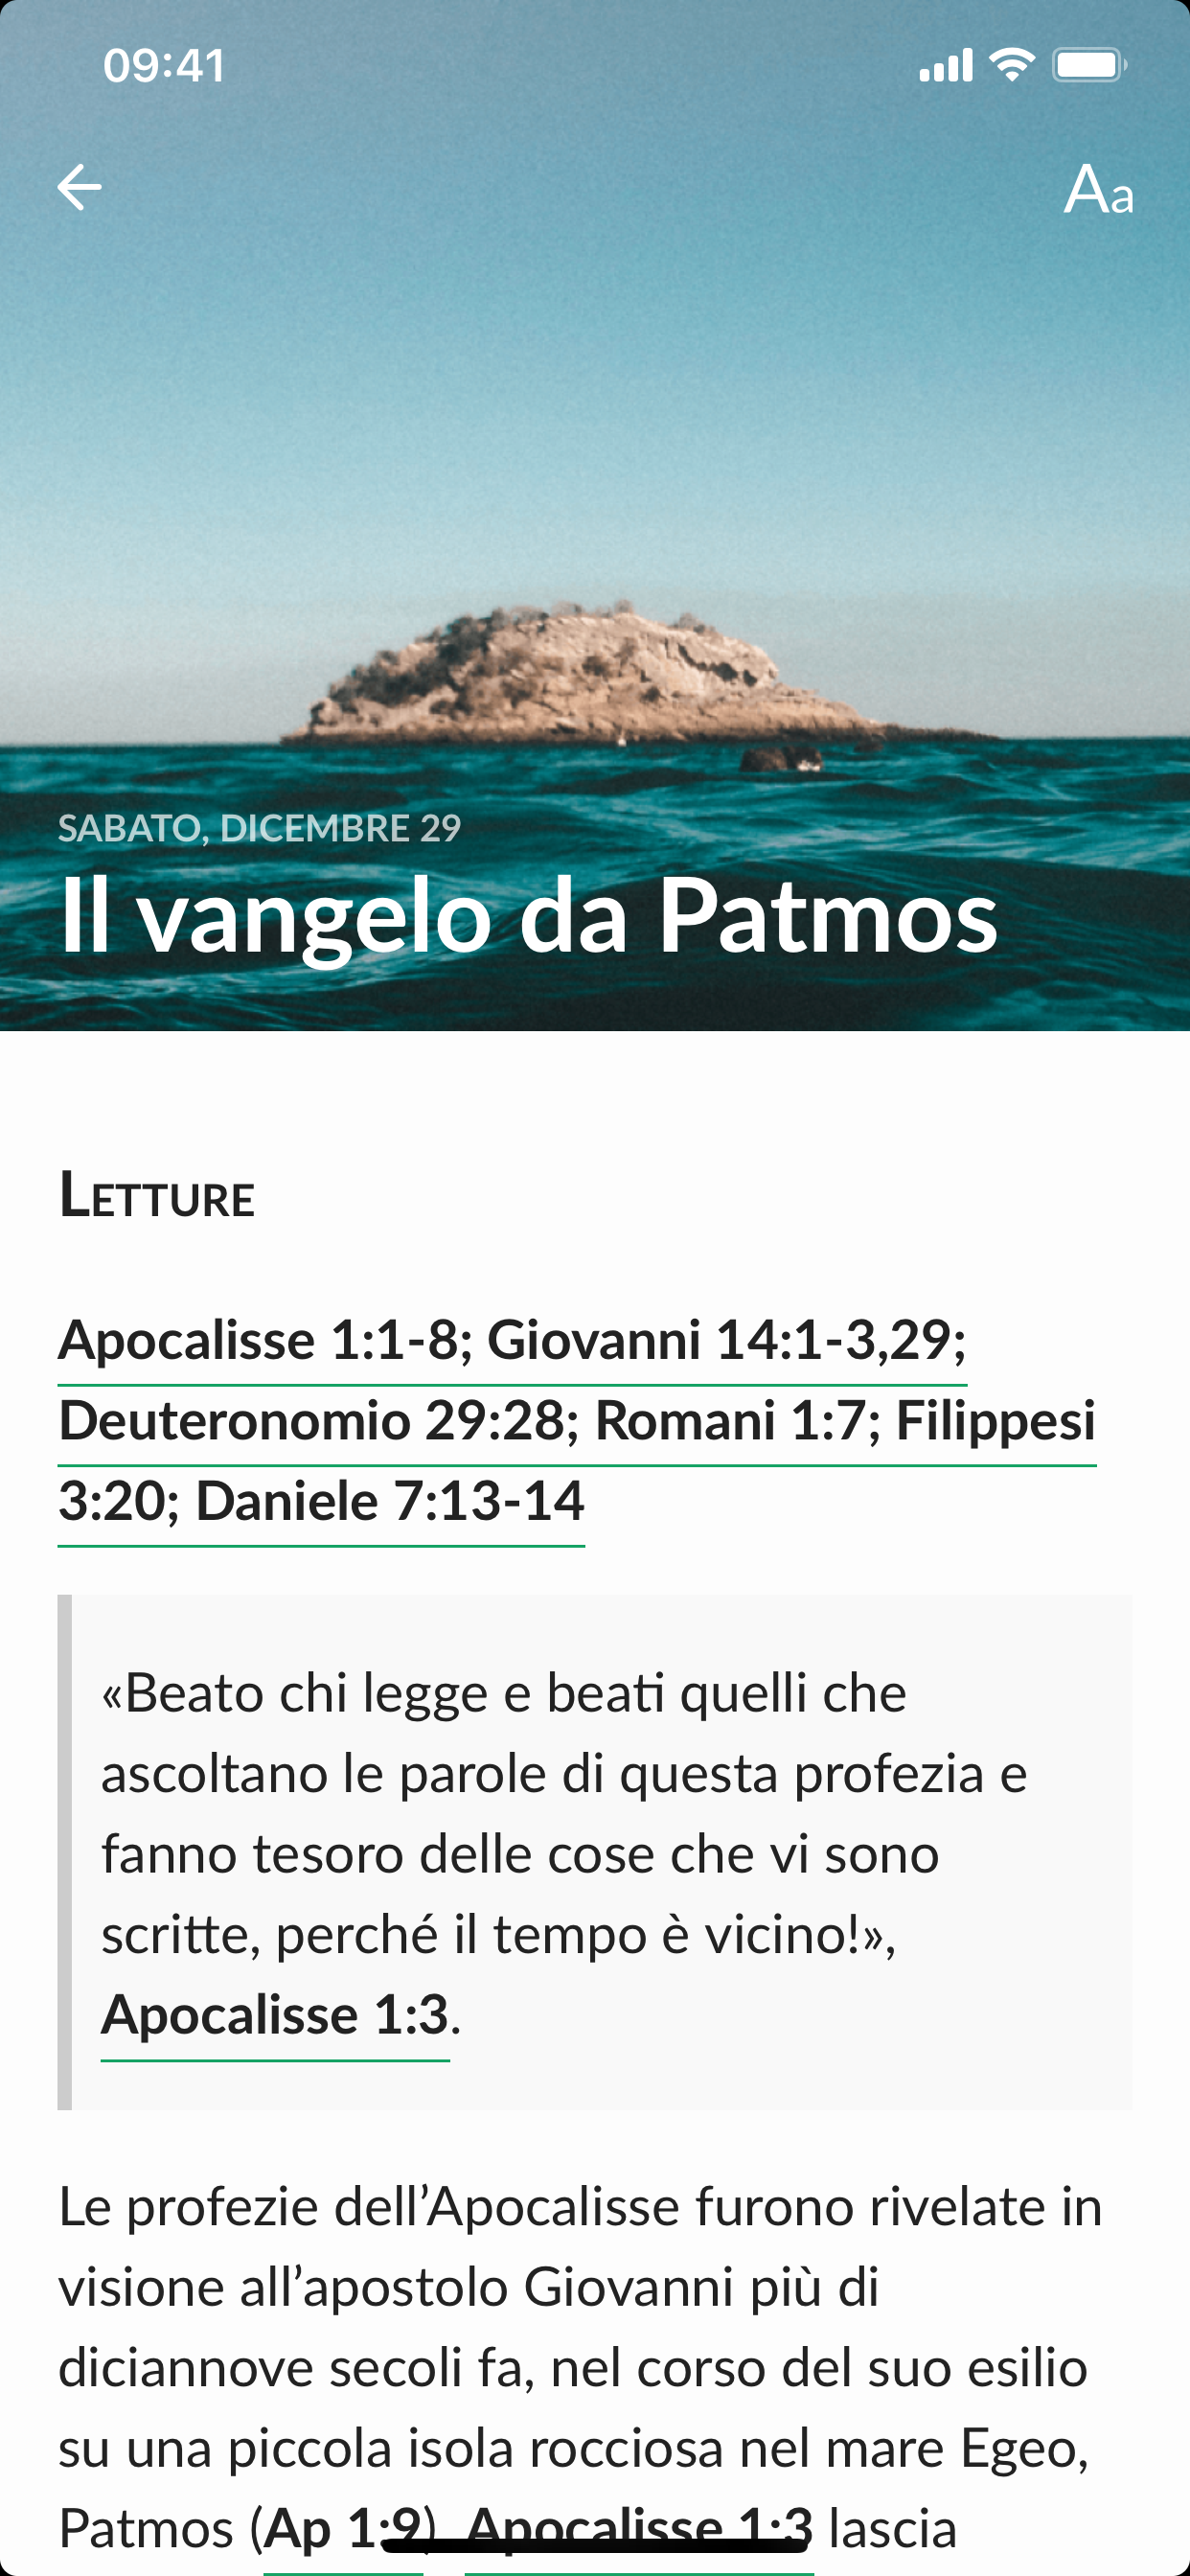 09:41
Aa
SABATO, DICEMBRE 29
Il vangelo da Patmos
Letture
Apocalisse 1:1-8; Giovanni 14:1-3,29;
Deuteronomio 29:28; Romani 1:7; Filippesi
3:20; Daniele 7:13-14
«Beato chi legge e beati quelli che
ascoltano le parole di questa profezia e
fanno tesoro delle cose che vi sono
scritte, perché il tempo è vicino!»,
Apocalisse 1:3.
Le profezie dell’Apocalisse furono rivelate in
visione all’apostolo Giovanni più di
diciannove secoli fa, nel corso del suo esilio
su una piccola isola rocciosa nel mare Egeo,
Patmos (Ap 1:9). Apocalisse 1:3 lascia